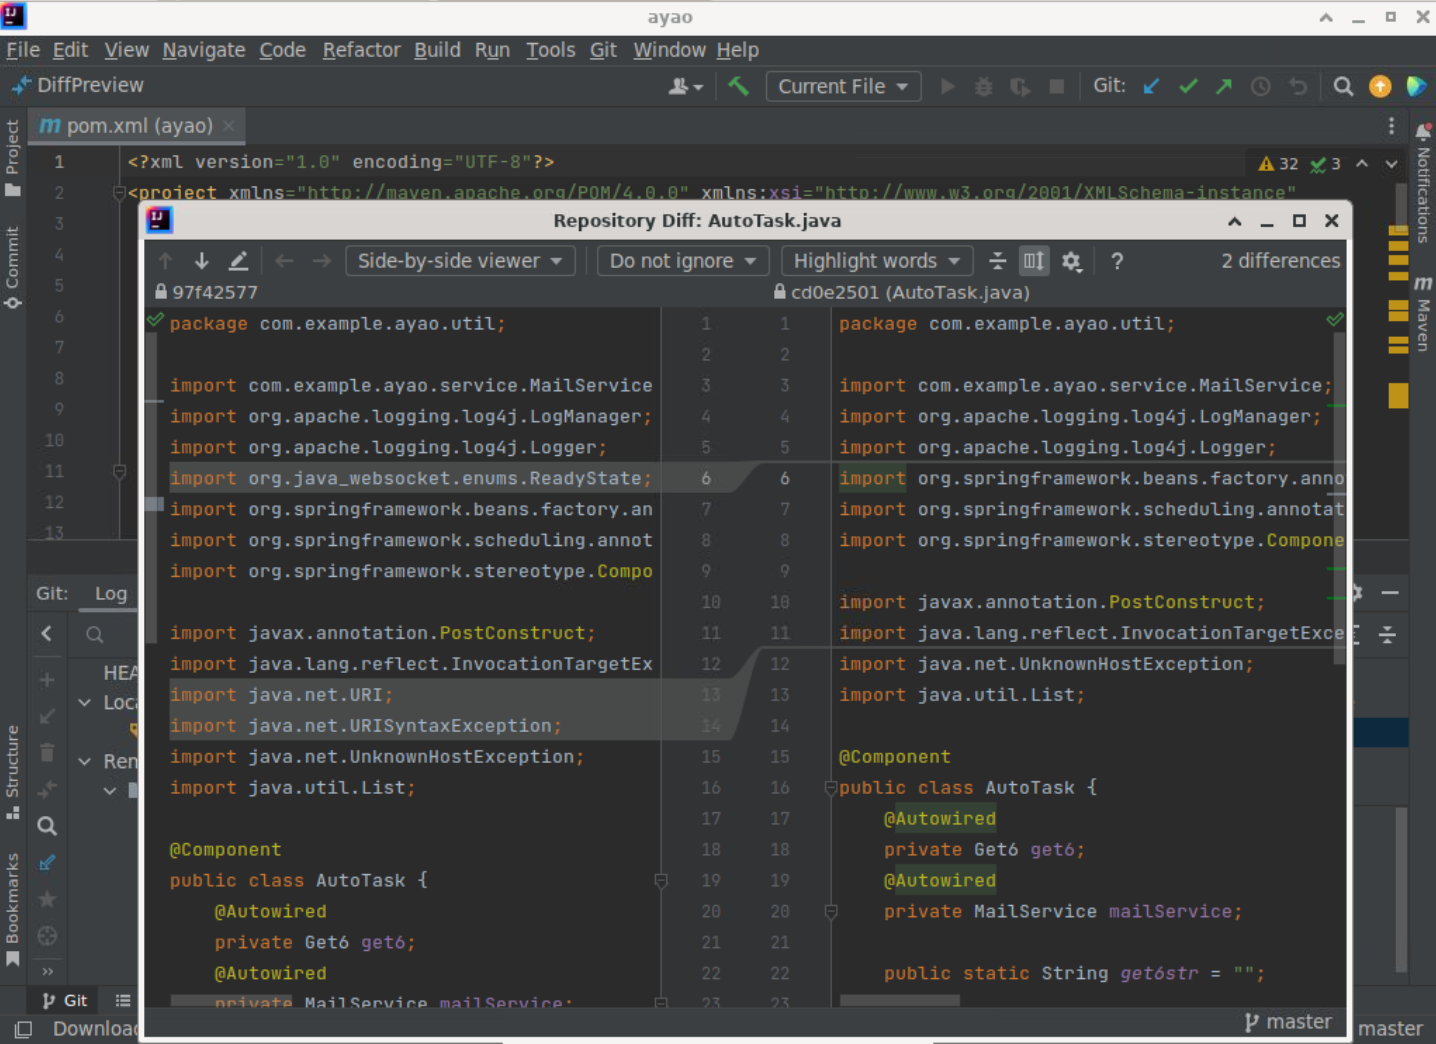 ayao
File Edit View Navigate Code Refactor Build Run Tools Git Window Help
DiffPreview
Current File
Git:
Project
Commit
Structure
Bookmarks
Notifications
Maven
pom.xml (ayao)
1 <?xml version="1.0" encoding="UTF-8"?>
32 3
2 <project xmlns="http://maven.apache.org/POM/4.0.0" xmlns:xsi="http://www.w3.org/2001/XMLSchema-instance"
3
4
5
6
7
8
9
10
11
12
13
Repository Diff: AutoTask.java
Side-by-side viewer
Do not ignore
Highlight words
?
2 differences
97f42577
cd0e2501 (AutoTask.java)
package com.example.ayao.util; 1
2
import com.example.ayao.service.MailService 3
import org.apache.logging.log4j.LogManager; 4
import org.apache.logging.log4j.Logger; 5
import org.java_websocket.enums.ReadyState; 6
import org.springframework.beans.factory.an 7
import org.springframework.scheduling.annot 8
import org.springframework.stereotype.Compo 9
10
import javax.annotation.PostConstruct; 11
import java.lang.reflect.InvocationTargetEx 12
import java.net.URI; 13
import java.net.URISyntaxException; 14
import java.net.UnknownHostException; 15
import java.util.List; 16
17
@Component 18
public class AutoTask { 19
@Autowired 20
private Get6 get6; 21
@Autowired 22
private MailService mailService; 23
1 package com.example.ayao.util;
2
3 import com.example.ayao.service.MailService;
4 import org.apache.logging.log4j.LogManager;
5 import org.apache.logging.log4j.Logger;
6 import org.springframework.beans.factory.anno
7 import org.springframework.scheduling.annotat
8 import org.springframework.stereotype.Compone
9
10 import javax.annotation.PostConstruct;
11 import java.lang.reflect.InvocationTargetExce
12 import java.net.UnknownHostException;
13 import java.util.List;
14
15 @Component
16 public class AutoTask {
17 @Autowired
18 private Get6 get6;
19 @Autowired
20 private MailService mailService;
21
22 public static String get6str = "";
23
master
Git: Log
HEA
Loca
Ren
Git
Downloa
master